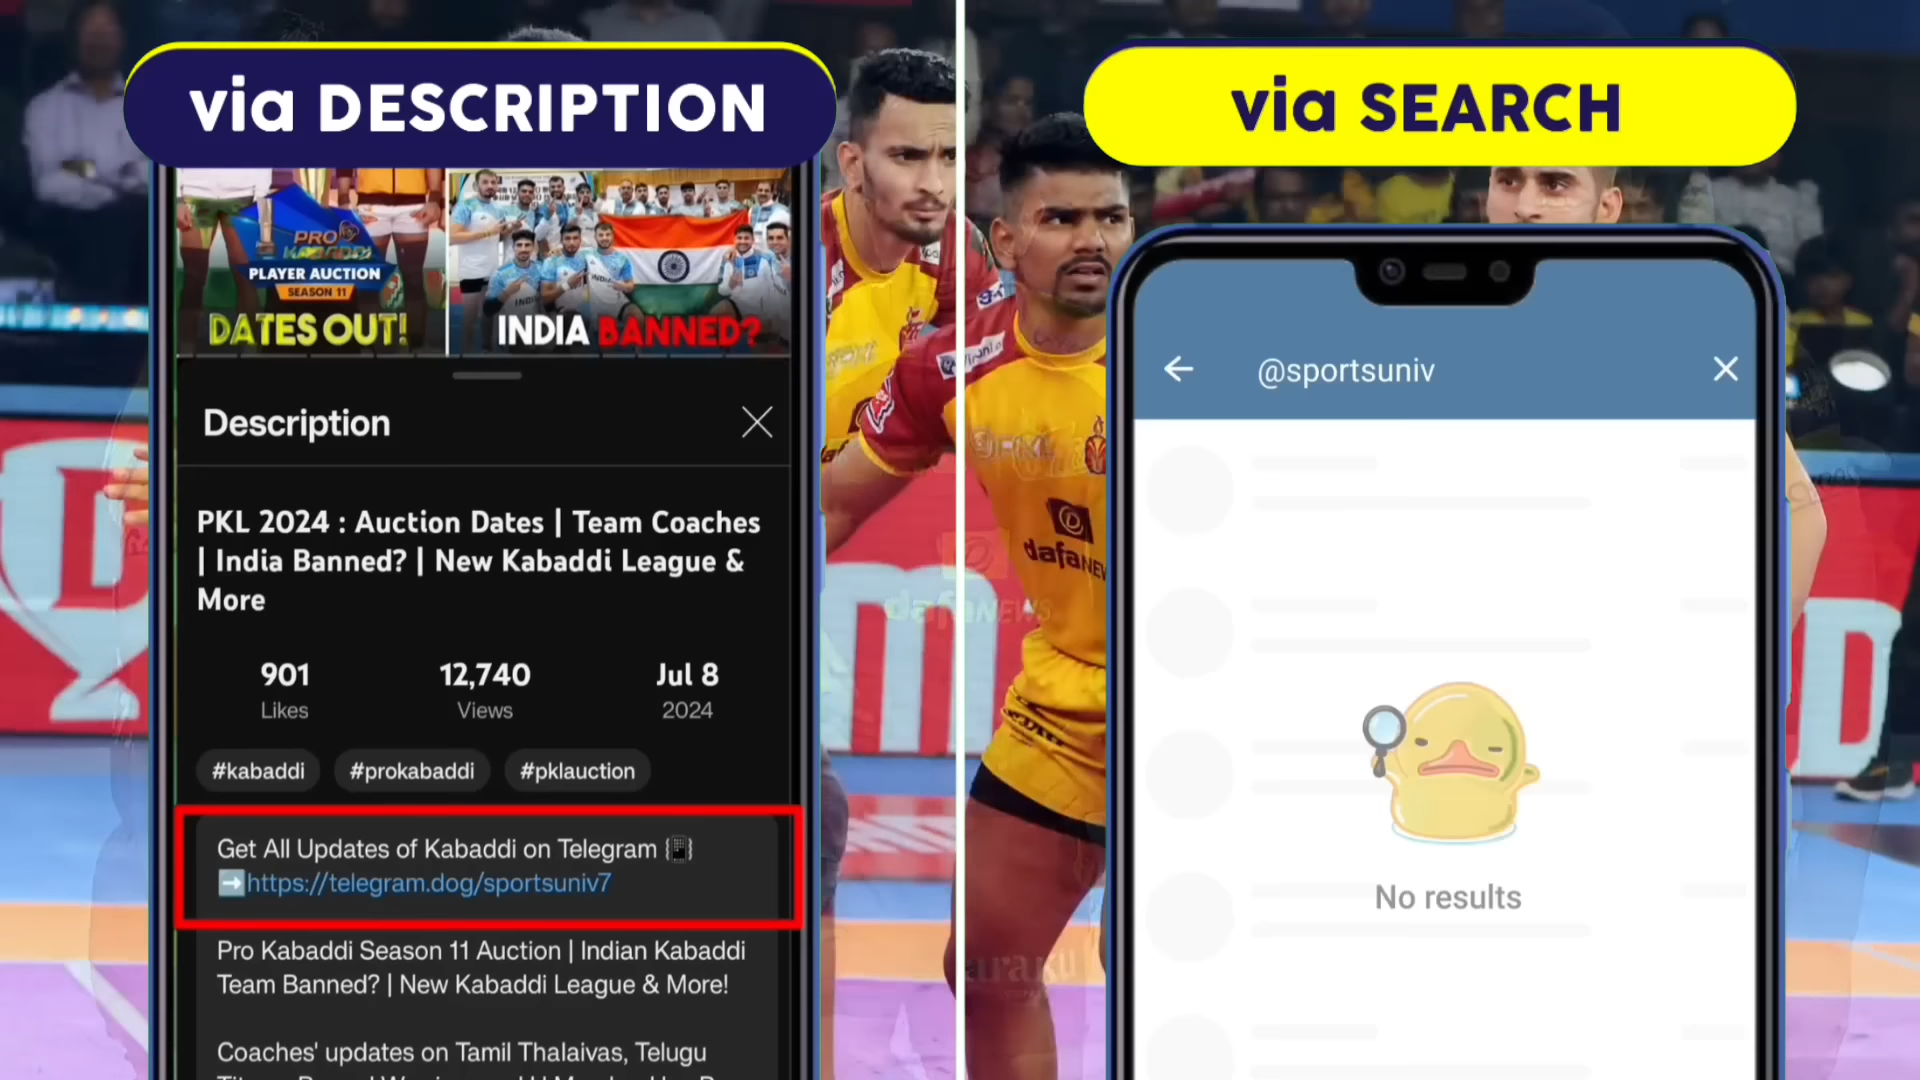 via DESCRIPTION
via SEARCH
PRO
KABADDI
PLAYER AUCTION
SEASON 11
DATES OUT!
INDIA BANNED?
Description
PKL 2024 : Auction Dates | Team Coaches
| India Banned? | New Kabaddi League &
More
901
12,740
Jul 8
Likes
Views
2024
#kabaddi
#prokabaddi
#pklauction
Get All Updates of Kabaddi on Telegram
https://telegram.dog/sportsuniv7
Pro Kabaddi Season 11 Auction | Indian Kabaddi
Team Banned? | New Kabaddi League & More!
Coaches' updates on Tamil Thalaivas, Telugu
@sportsuniv
No results
dafaNEWS
dafaNEW